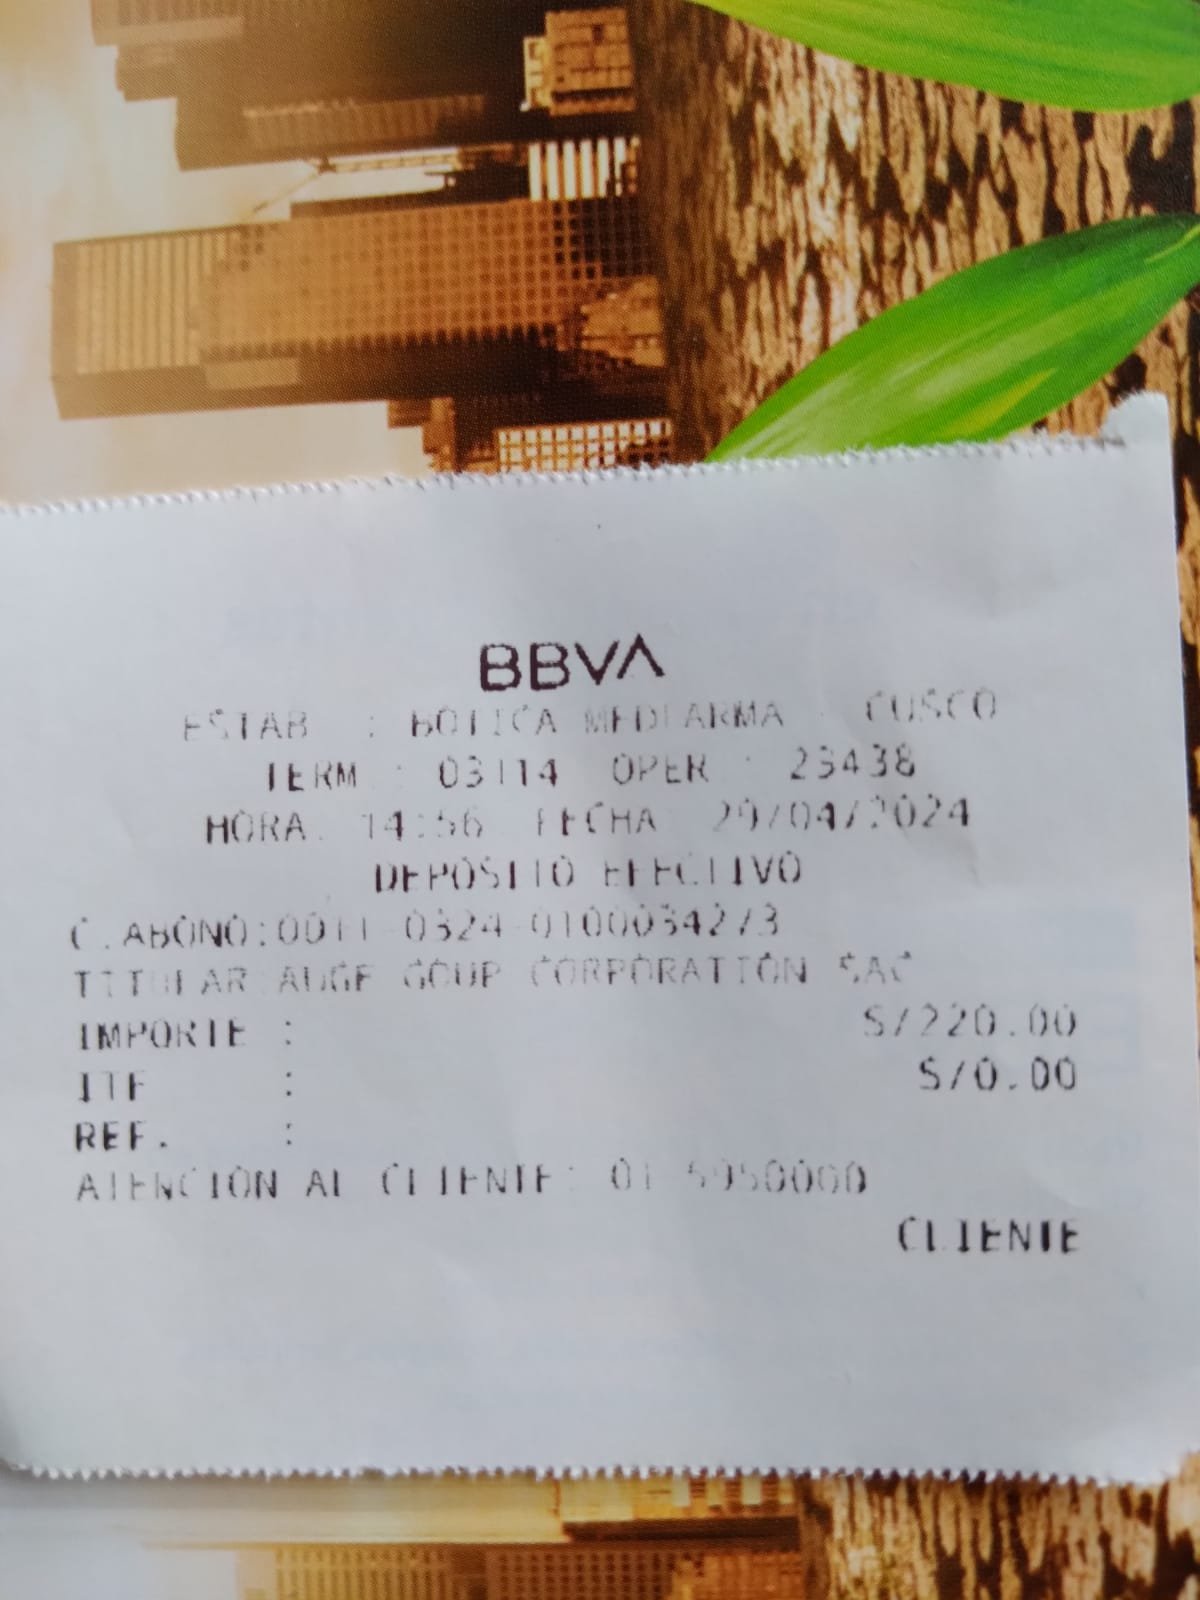 BBVA
ESTAB : BOTICA MEDIFARMA - CUSCO
TERM : 03114 OPER : 23438
HORA: 14:56 FECHA: 29/04/2024
DEPOSITO EFECTIVO
C.ABONO:0011-0324-0100034273
TITULAR:AUGE GOUP CORPORATION SAC
IMPORTE : S/220.00
ITF : S/0.00
REF. :
ATENCION AL CLIENTE: 01 5950000
CLIENTE